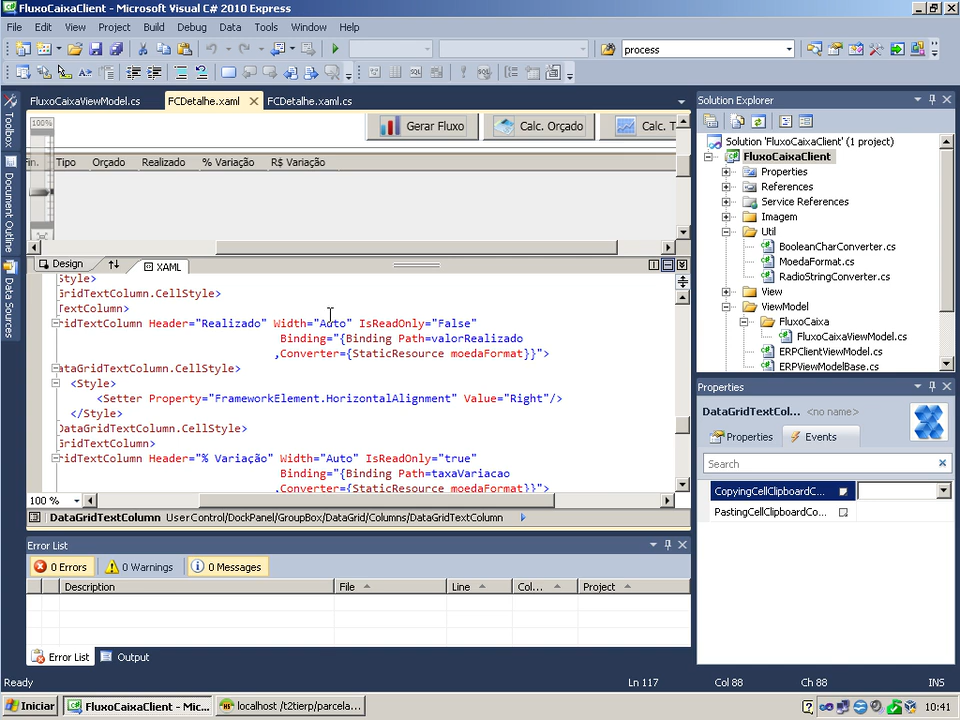 FluxoCaixaClient - Microsoft Visual C# 2010 Express
File Edit View Project Build Debug Data Tools Window Help
process
FluxoCaixaViewModel.cs FCDetalhe.xaml FCDetalhe.xaml.cs
Toolbox
Document Outline
Data Sources
100%
Gerar Fluxo Calc. Orçado Calc. T
in. Tipo Orçado Realizado % Variação R$ Variação
Design XAML
Style>
GridTextColumn.CellStyle>
TextColumn>
ridTextColumn Header="Realizado" Width="Auto" IsReadOnly="False"
Binding="{Binding Path=valorRealizado
,Converter={StaticResource moedaFormat}}">
ataGridTextColumn.CellStyle>
<Style>
<Setter Property="FrameworkElement.HorizontalAlignment" Value="Right"/>
</Style>
DataGridTextColumn.CellStyle>
GridTextColumn>
ridTextColumn Header="% Variação" Width="Auto" IsReadOnly="true"
Binding="{Binding Path=taxaVariacao
,Converter={StaticResource moedaFormat}}">
100 %
DataGridTextColumn UserControl/DockPanel/GroupBox/DataGrid/Columns/DataGridTextColumn
Error List
0 Errors 0 Warnings 0 Messages
Description File Line Col... Project
Error List Output
Solution Explorer
Solution 'FluxoCaixaClient' (1 project)
FluxoCaixaClient
Properties
References
Service References
Imagem
Util
BooleanCharConverter.cs
MoedaFormat.cs
RadioStringConverter.cs
View
ViewModel
FluxoCaixa
FluxoCaixaViewModel.cs
ERPClientViewModel.cs
ERPViewModelBase.cs
Properties
DataGridTextCol... <no name>
Properties Events
Search
CopyingCellClipboardC...
PastingCellClipboardCo...
Ready Ln 117 Col 88 Ch 88 INS
Iniciar FluxoCaixaClient - Mic... localhost /t2tierp/parcela... 10:41